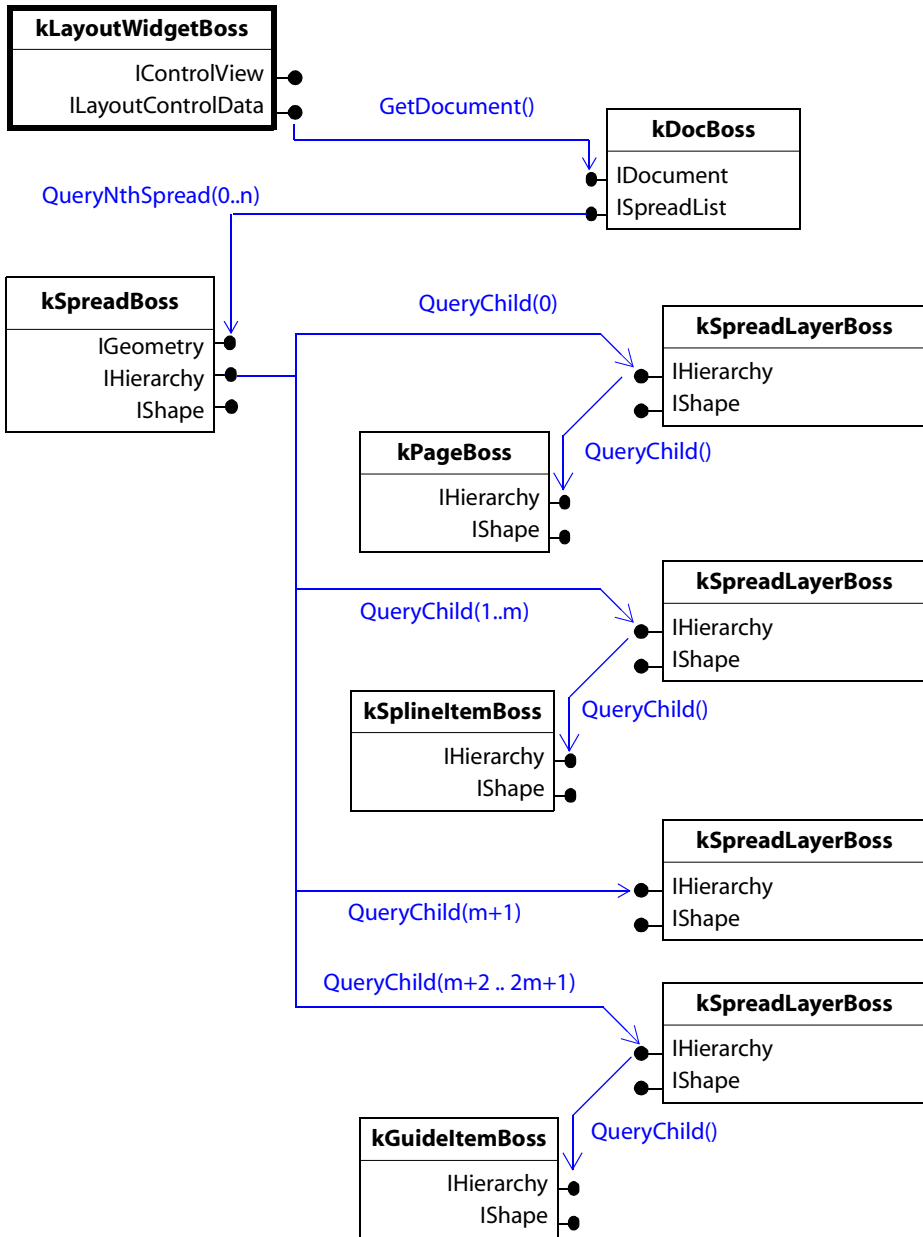 kLayoutWidgetBoss
IControlView
ILayoutControlData
GetDocument()
kDocBoss
IDocument
ISpreadList
QueryNthSpread(0..n)
kSpreadBoss
IGeometry
IHierarchy
IShape
QueryChild(0)
kSpreadLayerBoss
IHierarchy
IShape
kPageBoss
IHierarchy
IShape
QueryChild()
QueryChild(1..m)
kSpreadLayerBoss
IHierarchy
IShape
kSplineItemBoss
IHierarchy
IShape
QueryChild()
QueryChild(m+1)
kSpreadLayerBoss
IHierarchy
IShape
QueryChild(m+2 .. 2m+1)
kSpreadLayerBoss
IHierarchy
IShape
kGuideItemBoss
IHierarchy
IShape
QueryChild()